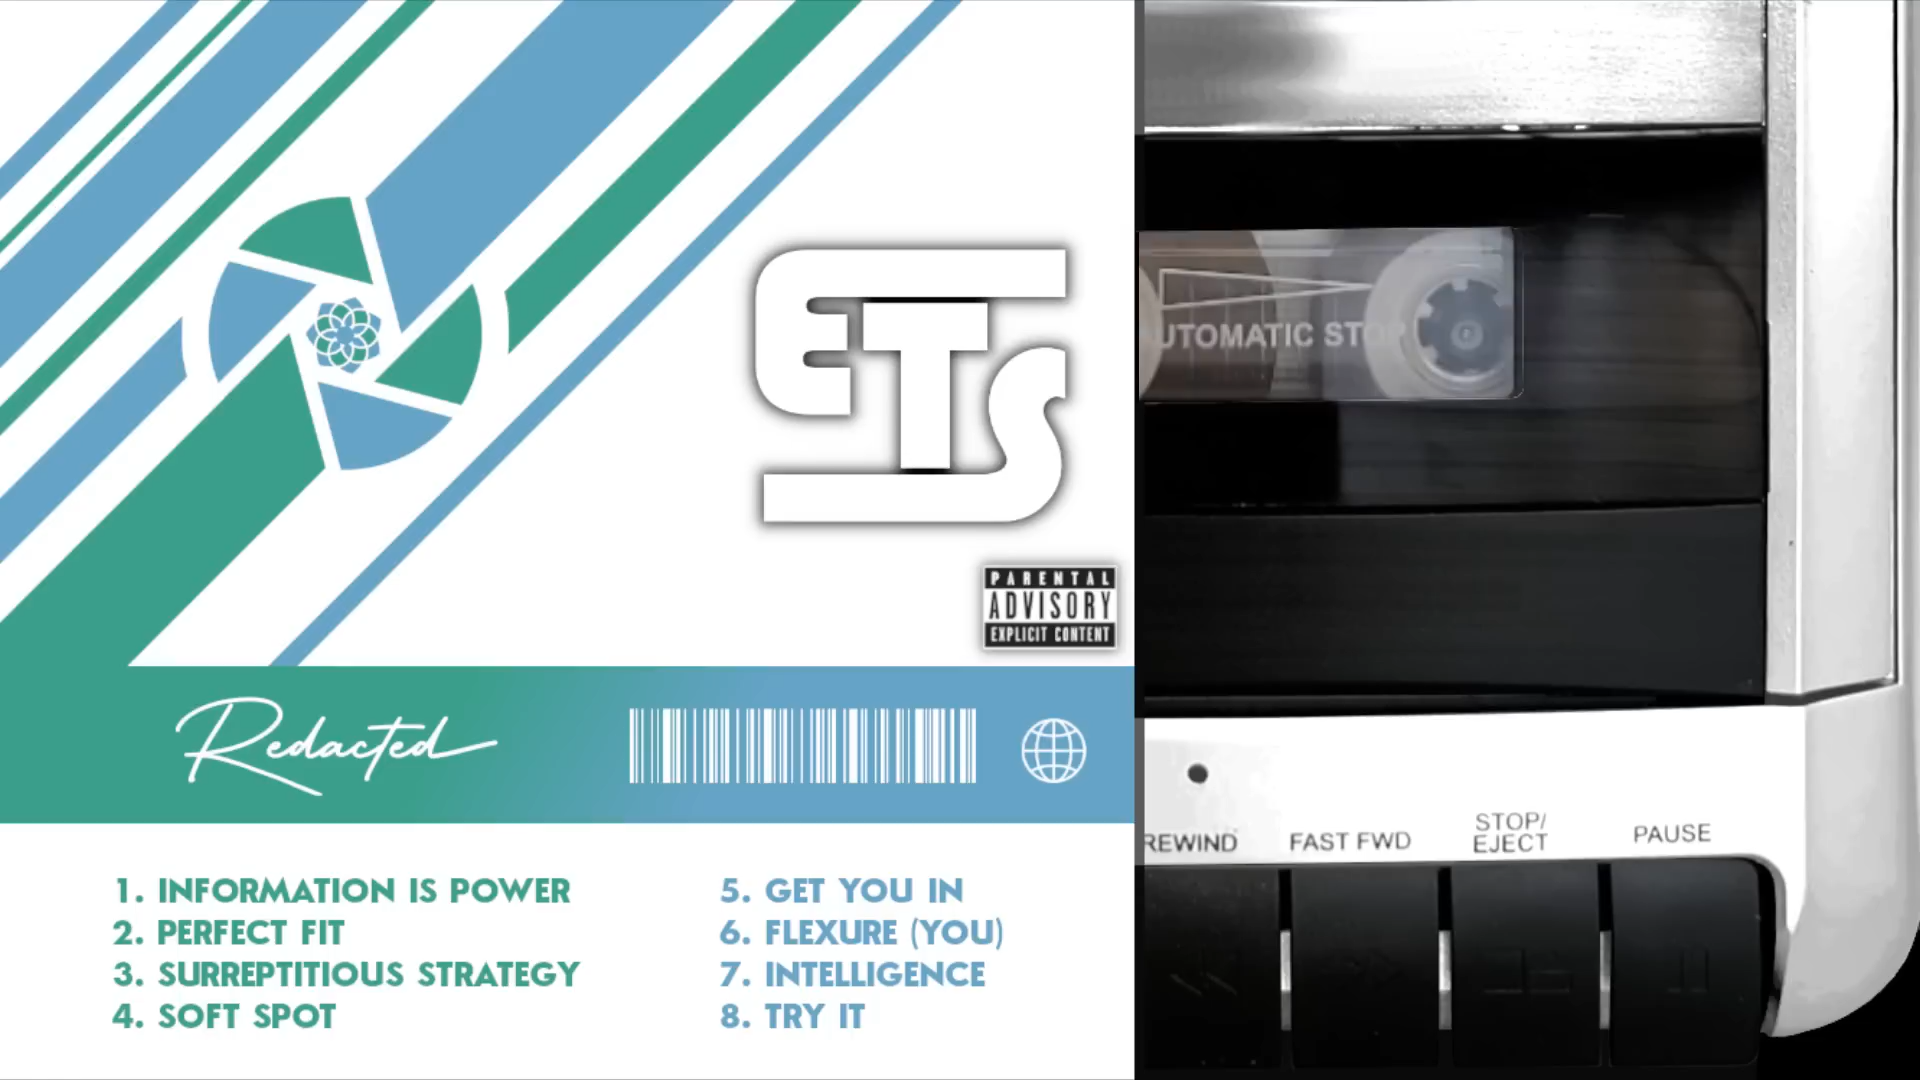 ETS
PARENTAL
ADVISORY
EXPLICIT CONTENT
Redacted
1. INFORMATION IS POWER
2. PERFECT FIT
3. SURREPTITIOUS STRATEGY
4. SOFT SPOT
5. GET YOU IN
6. FLEXURE (YOU)
7. INTELLIGENCE
8. TRY IT
UTOMATIC STOP
REWIND
FAST FWD
STOP/
EJECT
PAUSE